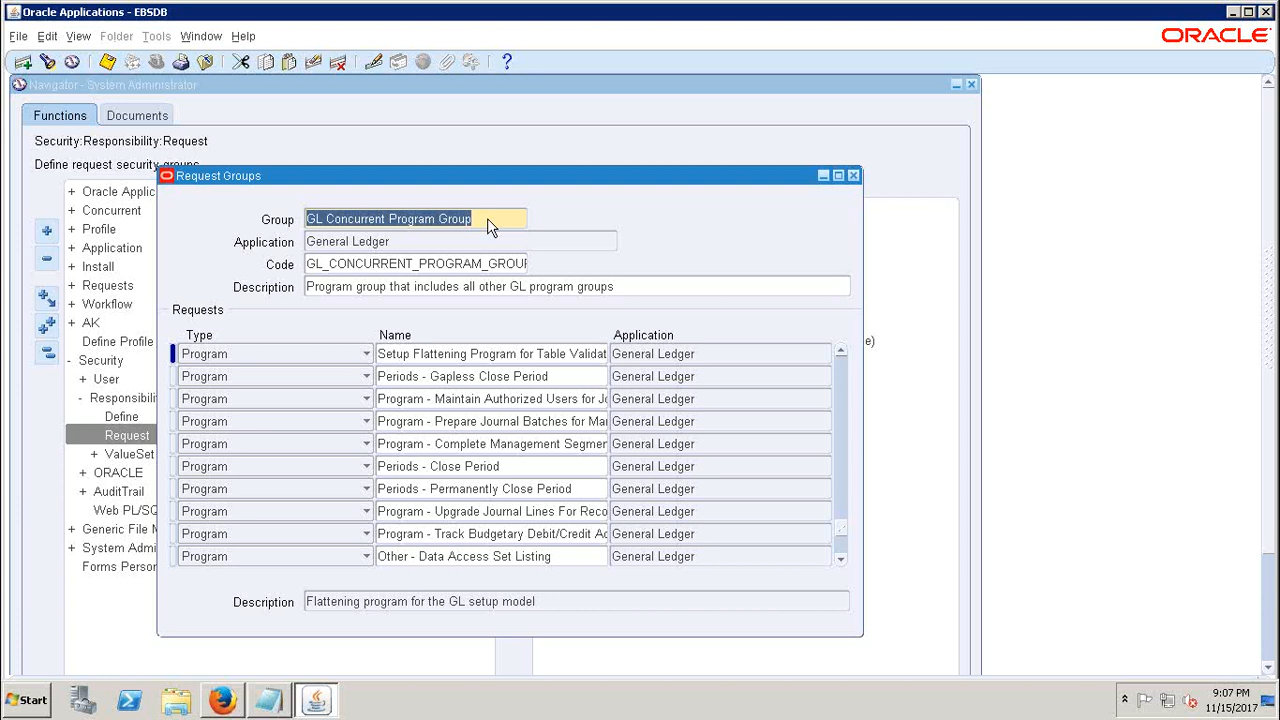 Oracle Applications - EBSDB
File Edit View Folder Tools Window Help
ORACLE
Navigator - System Administrator
Functions Documents
Security:Responsibility:Request
Define request security groups
+ Oracle Applic
+ Concurrent
+ Profile
+ Application
+ Install
+ Requests
+ Workflow
+ AK
Define Profile
- Security
+ User
- Responsibili
Define
Request
+ ValueSet
+ ORACLE
+ AuditTrail
Web PL/SQ
+ Generic File M
+ System Admi
Forms Person
e)
Request Groups
Group GL Concurrent Program Group
Application General Ledger
Code GL_CONCURRENT_PROGRAM_GROUP
Description Program group that includes all other GL program groups
Requests
Type Name Application
Program Setup Flattening Program for Table Validat General Ledger
Program Periods - Gapless Close Period General Ledger
Program Program - Maintain Authorized Users for Jo General Ledger
Program Program - Prepare Journal Batches for Ma General Ledger
Program Program - Complete Management Segmer General Ledger
Program Periods - Close Period General Ledger
Program Periods - Permanently Close Period General Ledger
Program Program - Upgrade Journal Lines For Reco General Ledger
Program Program - Track Budgetary Debit/Credit Ac General Ledger
Program Other - Data Access Set Listing General Ledger
Description Flattening program for the GL setup model
Start
9:07 PM
11/15/2017